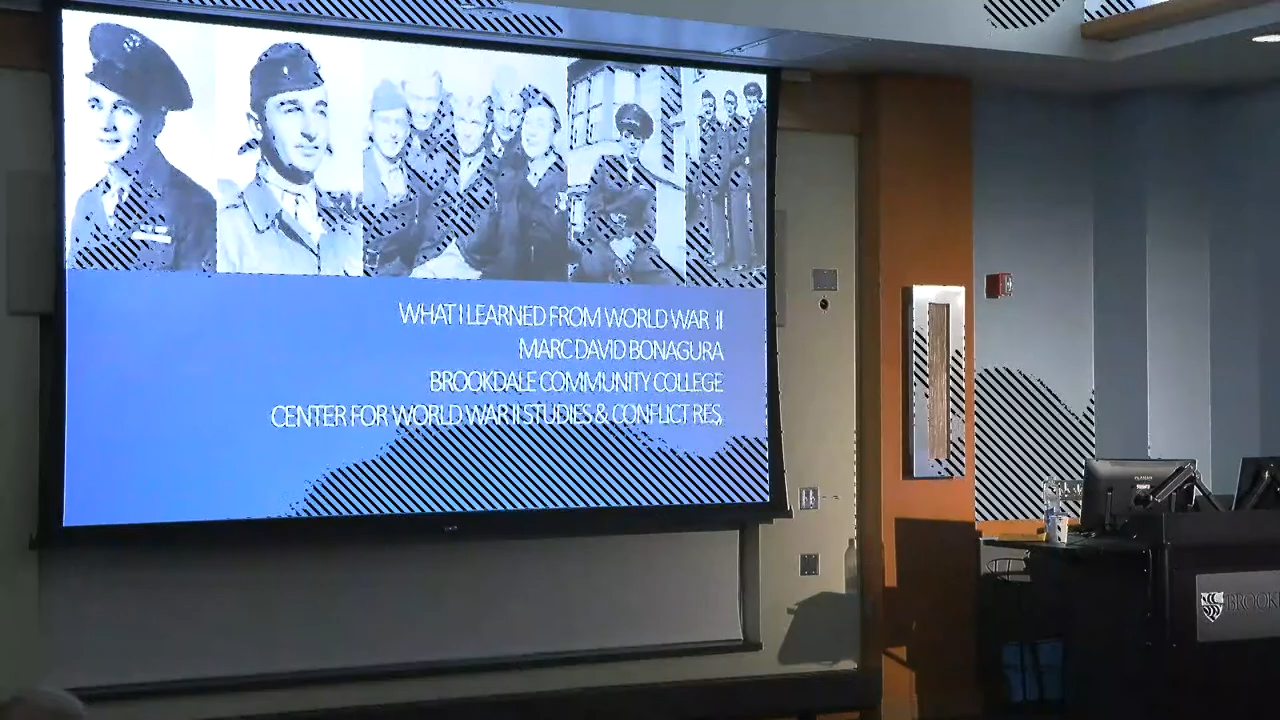 WHAT I LEARNED FROM WORLD WAR II
MARC DAVID BONAGURA
BROOKDALE COMMUNITY COLLEGE
CENTER FOR WORLD WAR II STUDIES & CONFLICT RES,
BROOK